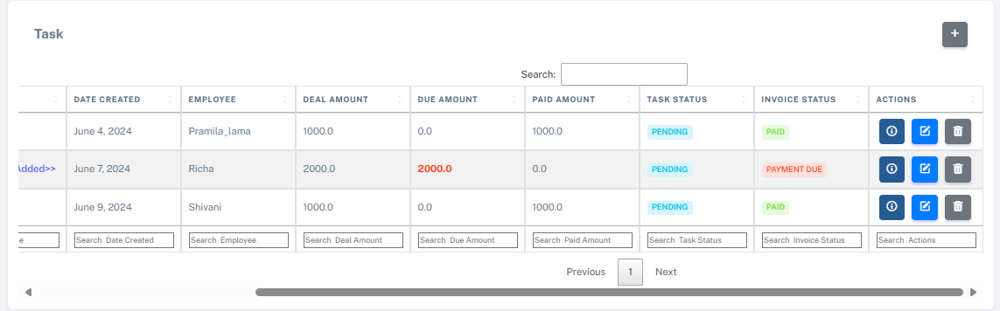 Task
+
Search:
DATE CREATED EMPLOYEE DEAL AMOUNT DUE AMOUNT PAID AMOUNT TASK STATUS INVOICE STATUS ACTIONS
June 4, 2024 Pramila_lama 1000.0 0.0 1000.0 PENDING PAID
Added>> June 7, 2024 Richa 2000.0 2000.0 0.0 PENDING PAYMENT DUE
June 9, 2024 Shivani 1000.0 0.0 1000.0 PENDING PAID
e Search Date Created Search Employee Search Deal Amount Search Due Amount Search Paid Amount Search Task Status Search Invoice Status Search Actions
Previous 1 Next